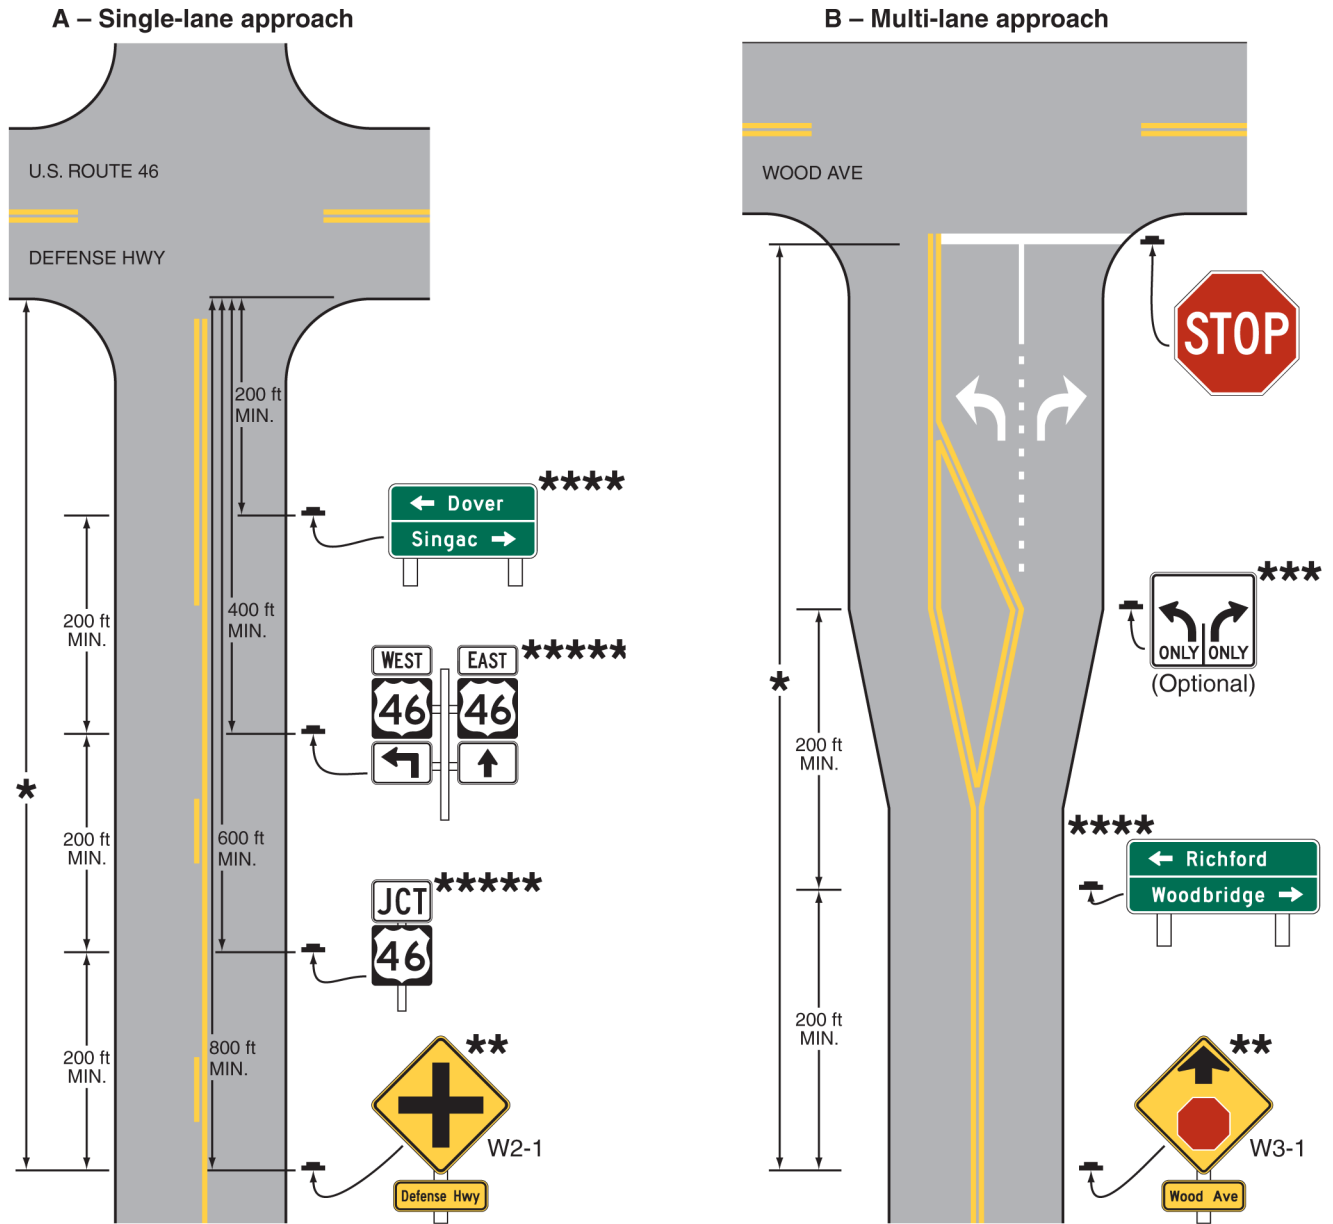 A – Single-lane approach
U.S. ROUTE 46
DEFENSE HWY
200 ft
MIN.
****
← Dover
Singac →
400 ft
MIN.
200 ft
MIN.
WEST
EAST
*****
46
46
*
600 ft
MIN.
200 ft
MIN.
JCT
*****
46
800 ft
MIN.
200 ft
MIN.
**
W2-1
Defense Hwy
B – Multi-lane approach
WOOD AVE
STOP
***
ONLY
ONLY
(Optional)
*
200 ft
MIN.
****
← Richford
Woodbridge →
200 ft
MIN.
**
W3-1
Wood Ave